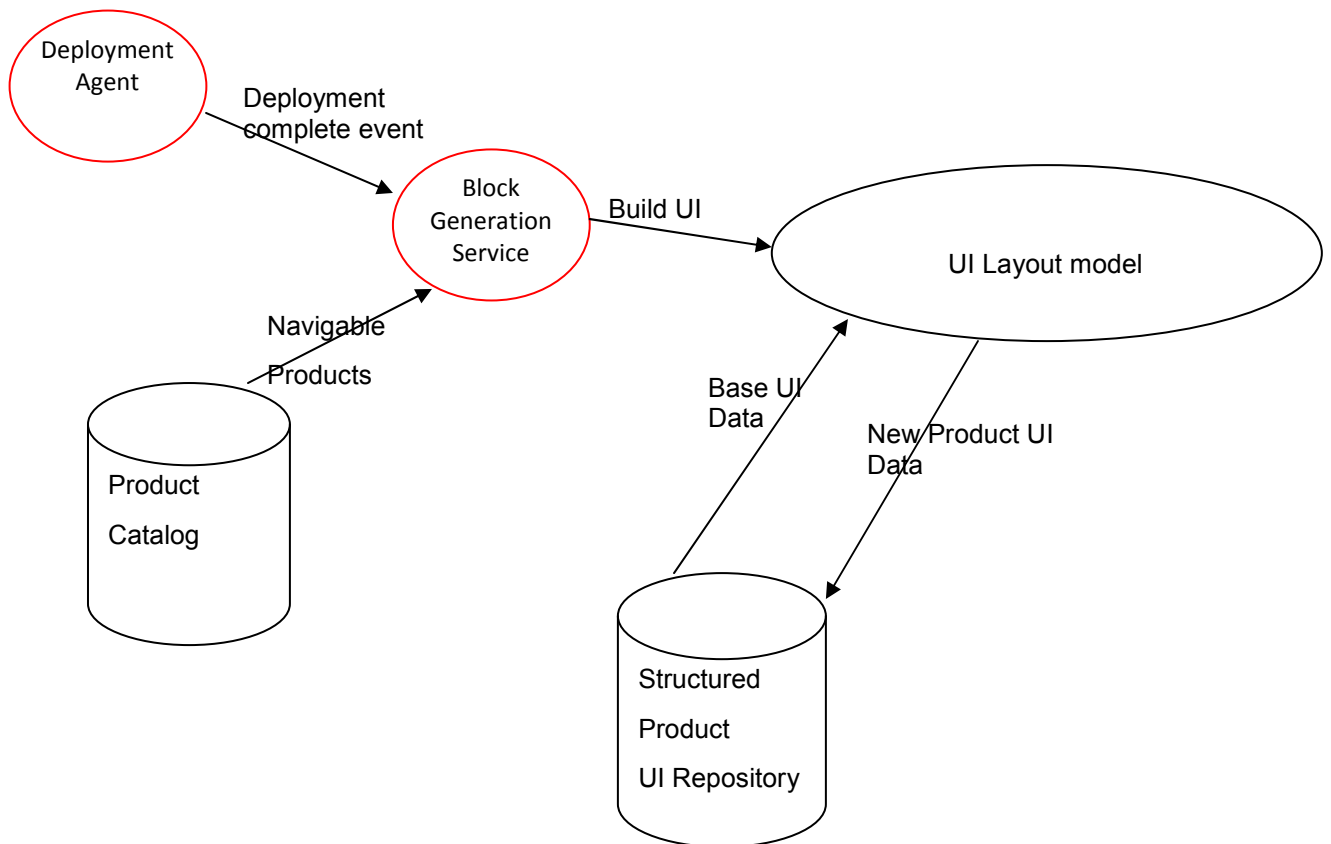 Deployment
Agent
Deployment
complete event
Block
Generation
Service
Build UI
UI Layout model
Navigable
Products
Base UI
Data
New Product UI
Data
Product
Catalog
Structured
Product
UI Repository